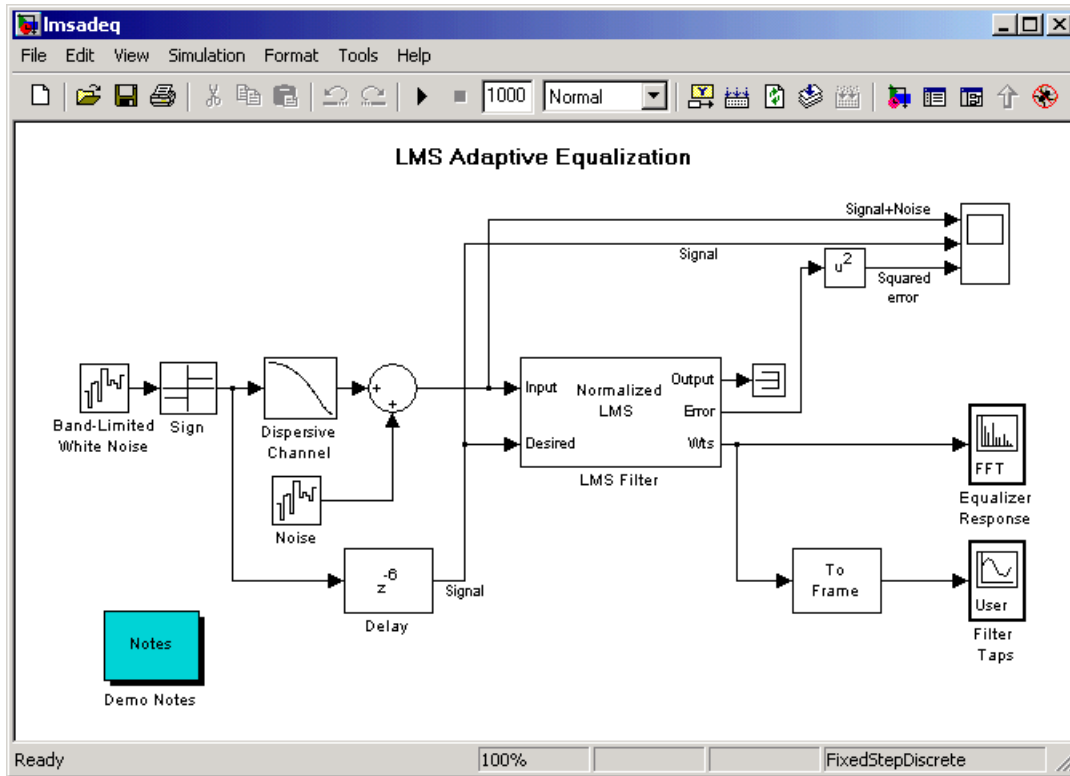 lmsadeq
File Edit View Simulation Format Tools Help
1000 Normal
LMS Adaptive Equalization
Signal+Noise
Signal
u2
Squared
error
Band-Limited
White Noise
Sign
Dispersive
Channel
+
+
Noise
Input
Normalized
LMS
Output
Error
Desired
Wts
LMS Filter
FFT
Equalizer
Response
z-6
Signal
Delay
To
Frame
User
Filter
Taps
Notes
Demo Notes
Ready 100% FixedStepDiscrete